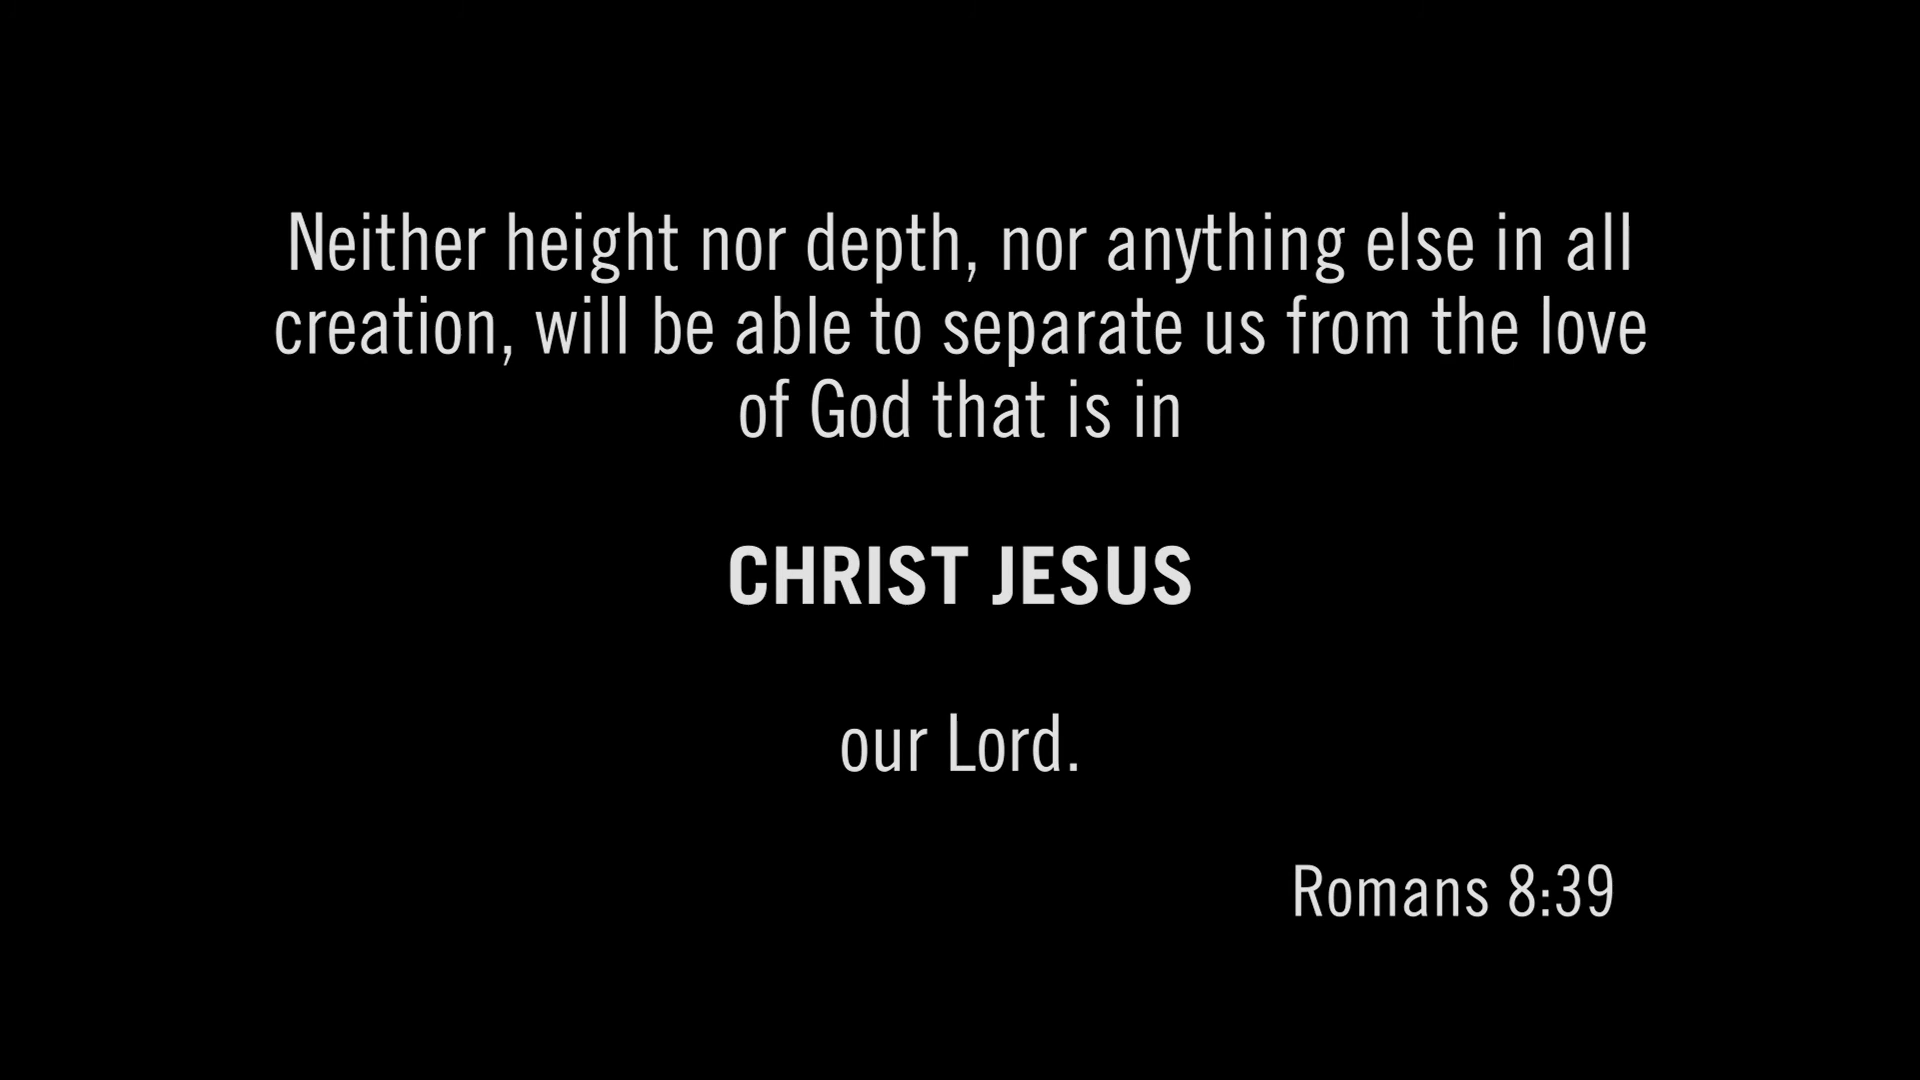 Neither height nor depth, nor anything else in all
creation, will be able to separate us from the love
of God that is in
CHRIST JESUS
our Lord.
Romans 8:39